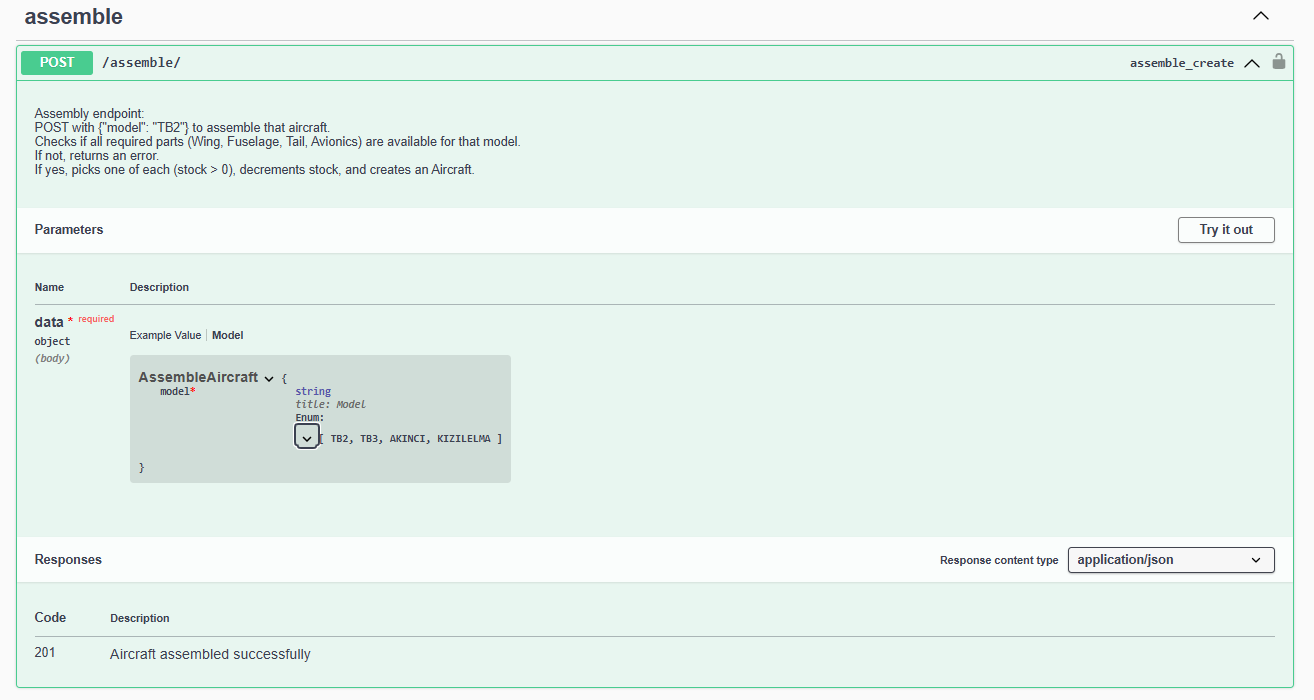 assemble
POST /assemble/ assemble_create
Assembly endpoint:
POST with {"model": "TB2"} to assemble that aircraft.
Checks if all required parts (Wing, Fuselage, Tail, Avionics) are available for that model.
If not, returns an error.
If yes, picks one of each (stock > 0), decrements stock, and creates an Aircraft.
Parameters Try it out
Name Description
data * required
object
(body)
Example Value | Model
AssembleAircraft {
model* string
title: Model
Enum:
[ TB2, TB3, AKINCI, KIZILELMA ]
}
Responses Response content type application/json
Code Description
201 Aircraft assembled successfully